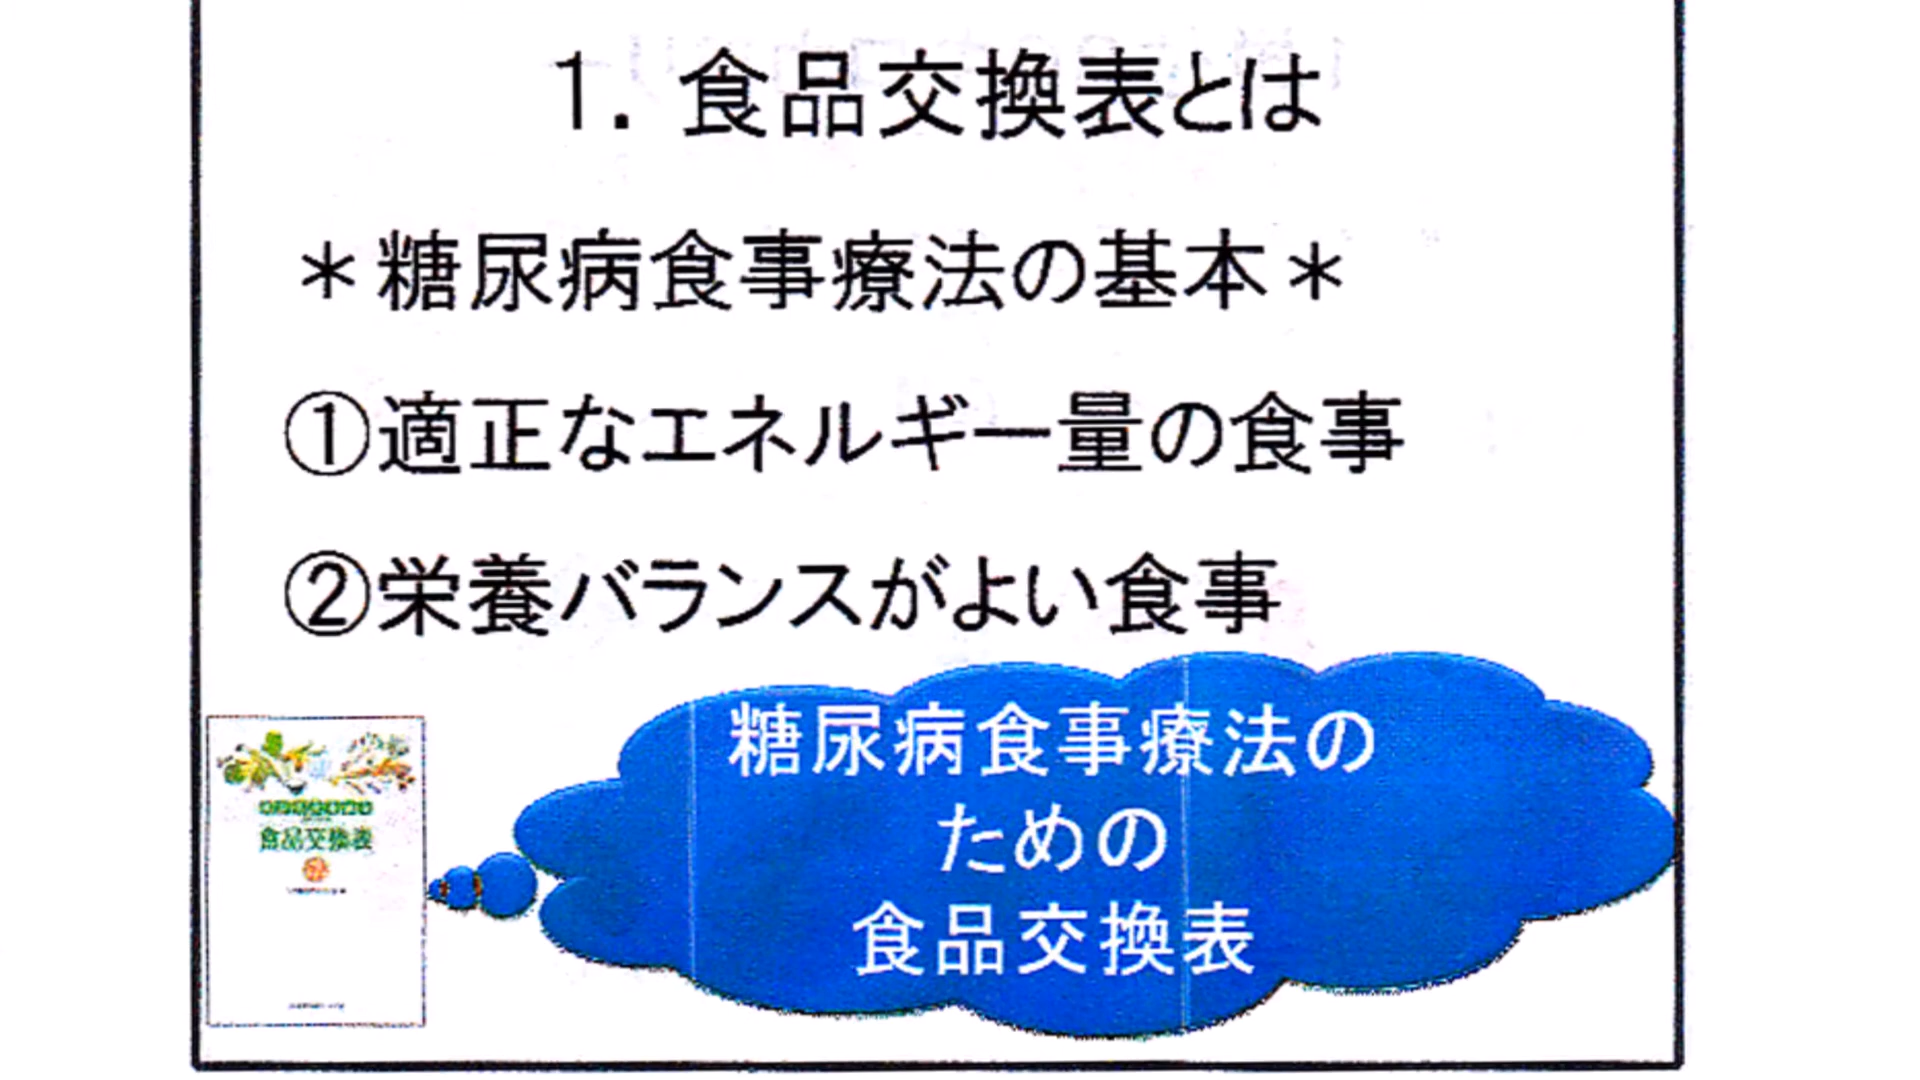 1. 食品交換表とは
＊糖尿病食事療法の基本＊
①適正なエネルギー量の食事
②栄養バランスがよい食事
糖尿病食事療法の
ための
食品交換表
食品交換表